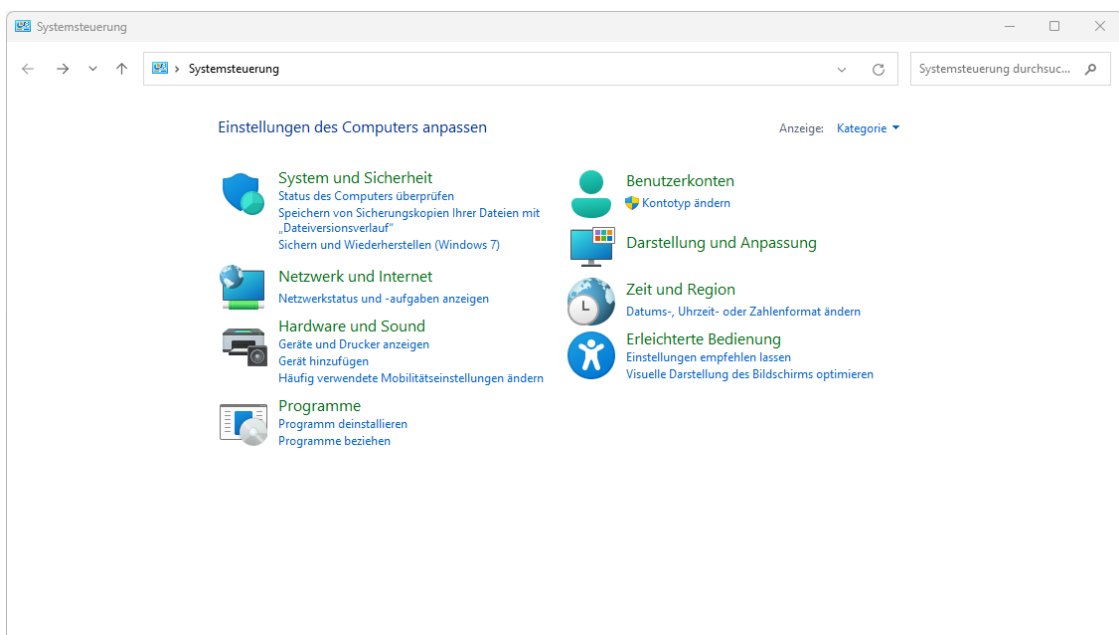 Systemsteuerung
Systemsteuerung
Systemsteuerung durchsuc...
Einstellungen des Computers anpassen
Anzeige: Kategorie
System und Sicherheit
Status des Computers überprüfen
Speichern von Sicherungskopien Ihrer Dateien mit
„Dateiversionsverlauf"
Sichern und Wiederherstellen (Windows 7)
Netzwerk und Internet
Netzwerkstatus und -aufgaben anzeigen
Hardware und Sound
Geräte und Drucker anzeigen
Gerät hinzufügen
Häufig verwendete Mobilitätseinstellungen ändern
Programme
Programm deinstallieren
Programme beziehen
Benutzerkonten
Kontotyp ändern
Darstellung und Anpassung
Zeit und Region
Datums-, Uhrzeit- oder Zahlenformat ändern
Erleichterte Bedienung
Einstellungen empfehlen lassen
Visuelle Darstellung des Bildschirms optimieren